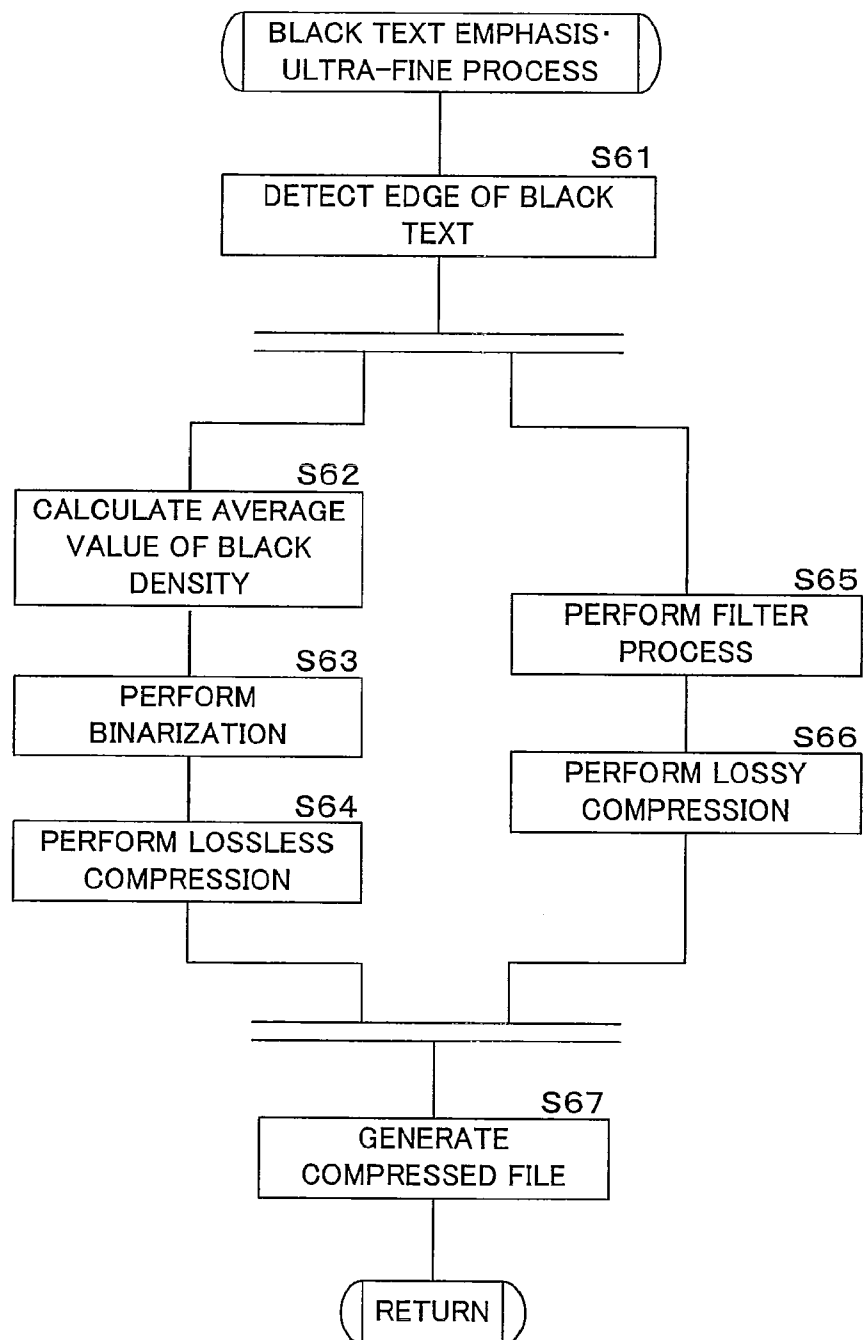 BLACK TEXT EMPHASIS·
ULTRA-FINE PROCESS
S61
DETECT EDGE OF BLACK
TEXT
S62
CALCULATE AVERAGE
VALUE OF BLACK
DENSITY
S63
PERFORM
BINARIZATION
S64
PERFORM LOSSLESS
COMPRESSION
S65
PERFORM FILTER
PROCESS
S66
PERFORM LOSSY
COMPRESSION
S67
GENERATE
COMPRESSED FILE
RETURN